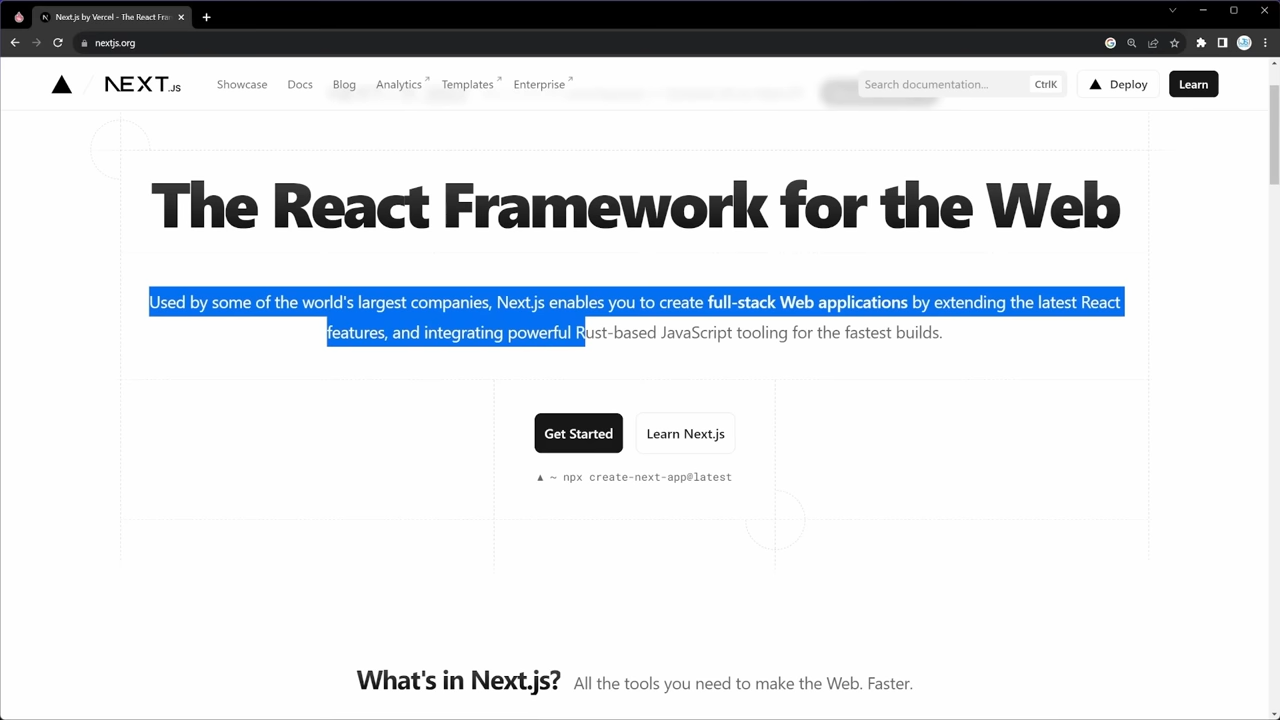 Next.js by Vercel - The React Fra
nextjs.org
NEXT.JS
Showcase
Docs
Blog
Analytics
Templates
Enterprise
Search documentation...
CtrlK
Deploy
Learn
The React Framework for the Web
Used by some of the world's largest companies, Next.js enables you to create full-stack Web applications by extending the latest React
features, and integrating powerful Rust-based JavaScript tooling for the fastest builds.
Get Started
Learn Next.js
▲ ~ npx create-next-app@latest
What's in Next.js? All the tools you need to make the Web. Faster.